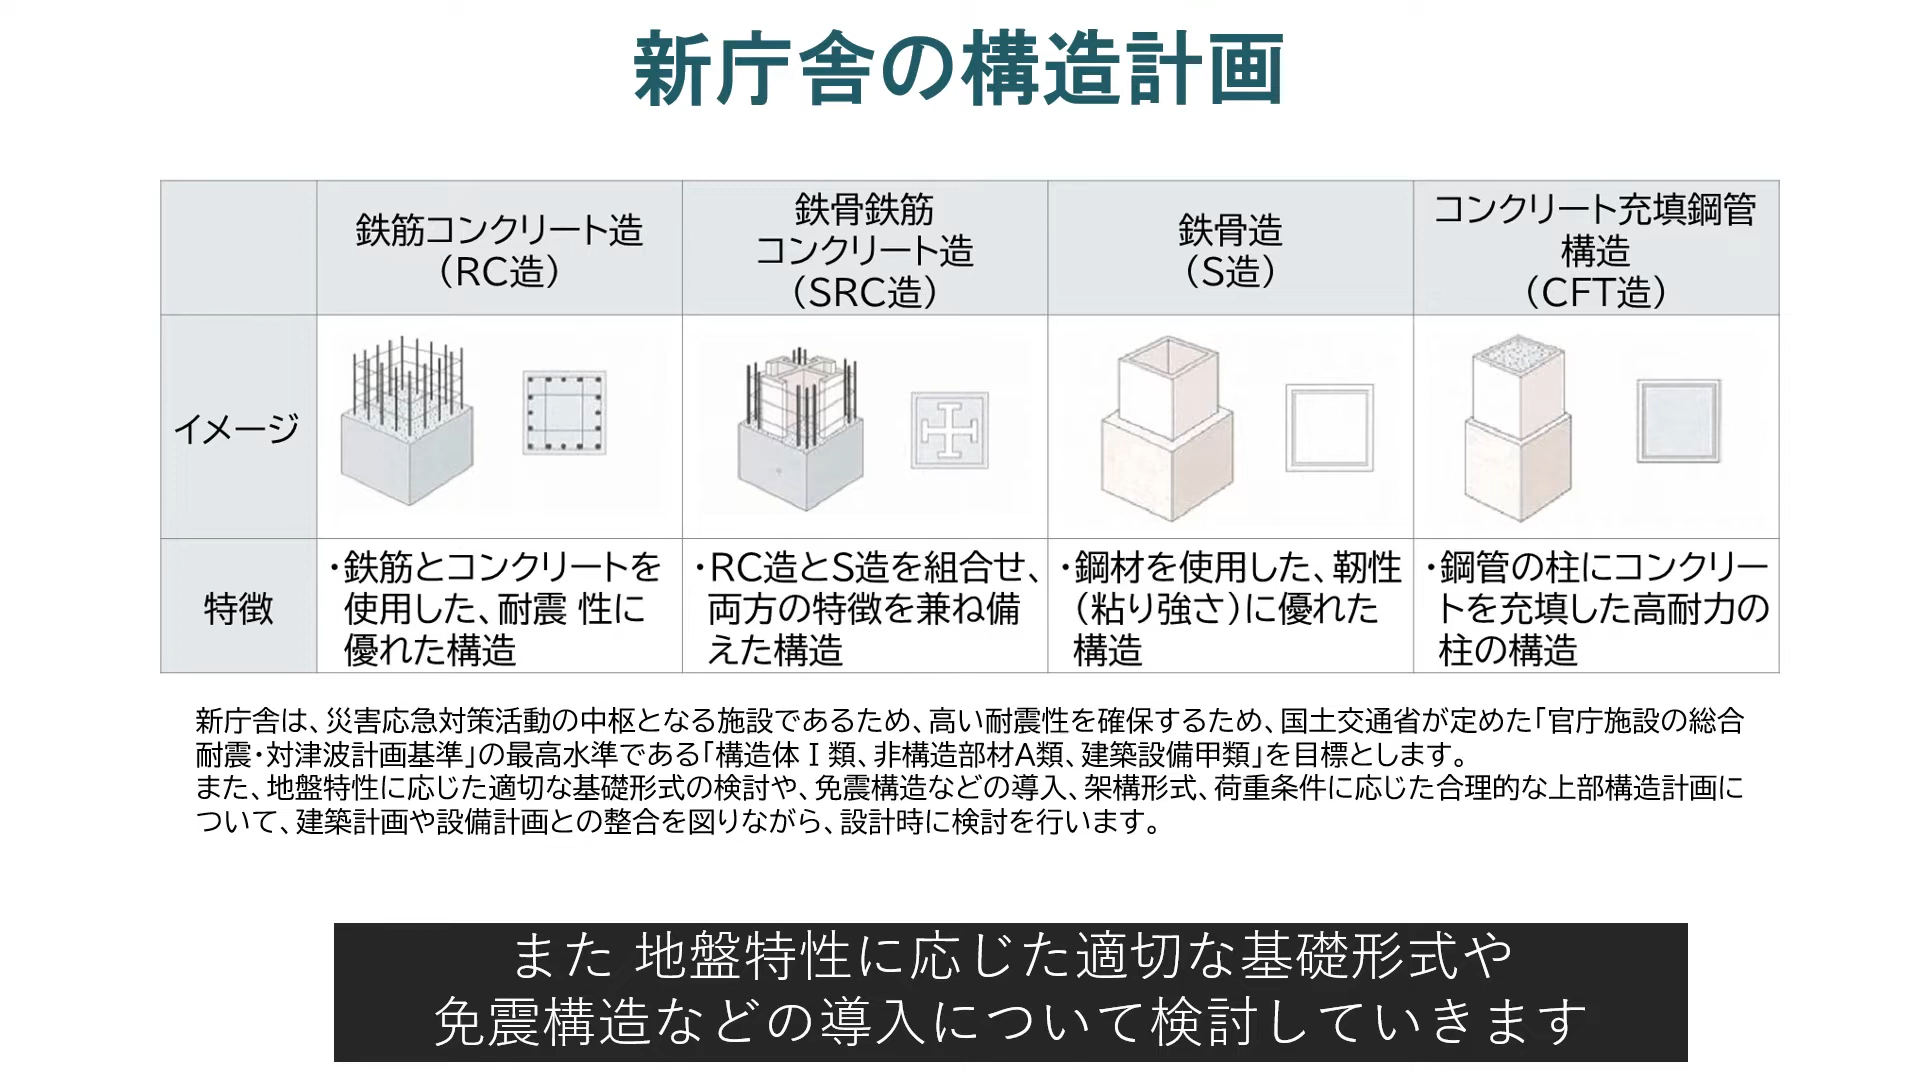 新庁舎の構造計画
鉄筋コンクリート造
（RC造）
鉄骨鉄筋
コンクリート造
（SRC造）
鉄骨造
（S造）
コンクリート充填鋼管
構造
（CFT造）
イメージ
特徴
・鉄筋とコンクリートを
使用した、耐震 性に
優れた構造
・RC造とS造を組合せ、
両方の特徴を兼ね備
えた構造
・鋼材を使用した、靭性
（粘り強さ）に優れた
構造
・鋼管の柱にコンクリー
トを充填した高耐力の
柱の構造
新庁舎は、災害応急対策活動の中枢となる施設であるため、高い耐震性を確保するため、国土交通省が定めた「官庁施設の総合
耐震・対津波計画基準」の最高水準である「構造体Ⅰ類、非構造部材A類、建築設備甲類」を目標とします。
また、地盤特性に応じた適切な基礎形式の検討や、免震構造などの導入、架構形式、荷重条件に応じた合理的な上部構造計画に
ついて、建築計画や設備計画との整合を図りながら、設計時に検討を行います。
また 地盤特性に応じた適切な基礎形式や
免震構造などの導入について検討していきます